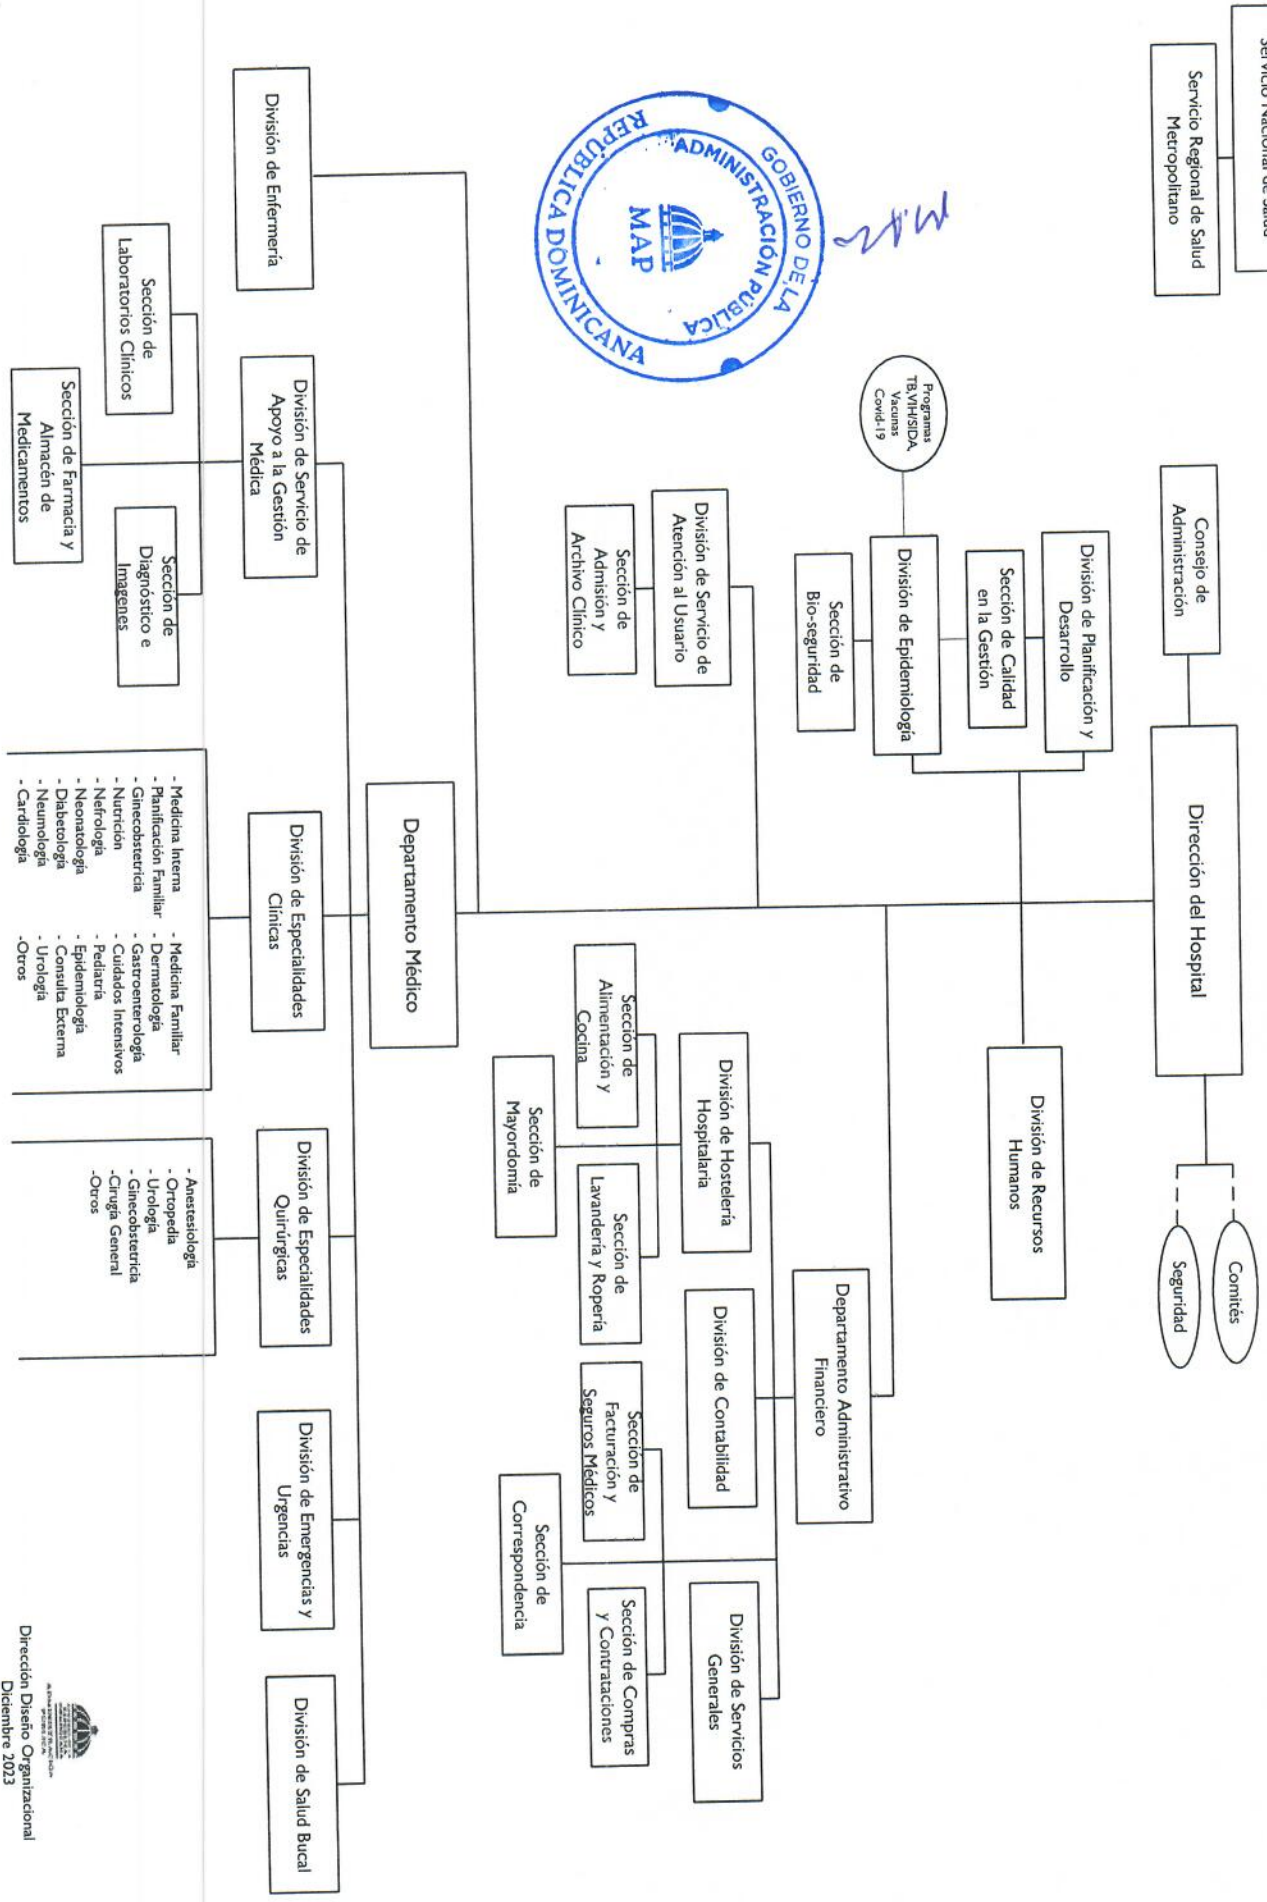 Servicio Nacional de Salud
Servicio Regional de Salud
Metropolitano
Consejo de
Administración
Dirección del Hospital
Comités
Seguridad
División de Planificación y
Desarrollo
Sección de Calidad
en la Gestión
División de Epidemiología
Sección de
Bio-seguridad
Programas
TB,VIH/SIDA,
Vacunas
Covid-19
División de Recursos
Humanos
GOBIERNO DE LA
REPÚBLICA DOMINICANA
ADMINISTRACIÓN PÚBLICA
MAP
División de Servicio de
Atención al Usuario
Sección de
Admisión y
Archivo Clínico
Departamento Administrativo
Financiero
División de Hostelería
Hospitalaria
División de Contabilidad
División de Servicios
Generales
Sección de
Alimentación y
Cocina
Sección de
Lavandería y Ropería
Sección de
Mayordomía
Sección de
Facturación y
Seguros Médicos
Sección de Compras
y Contrataciones
Sección de
Correspondencia
Departamento Médico
División de Enfermería
División de Servicio de
Apoyo a la Gestión
Médica
División de Especialidades
Clínicas
División de Especialidades
Quirúrgicas
División de Emergencias y
Urgencias
División de Salud Bucal
Sección de
Laboratorios Clínicos
Sección de
Diagnóstico e
Imagenes
Sección de Farmacia y
Almacén de
Medicamentos
- Medicina Interna
- Planificación Familiar
- Ginecobstetricia
- Nutrición
- Nefrología
- Neonatología
- Diabetología
- Neumología
- Cardiología
- Medicina Familiar
- Dermatología
- Gastroenterología
- Cuidados Intensivos
- Pediatría
- Epidemiología
- Consulta Externa
- Urología
-Otros
- Anestesiología
- Ortopedia
- Urología
- Ginecobstetricia
-Cirugía General
-Otros
ADMINISTRACIÓN
PÚBLICA
Dirección Diseño Organizacional
Diciembre 2023